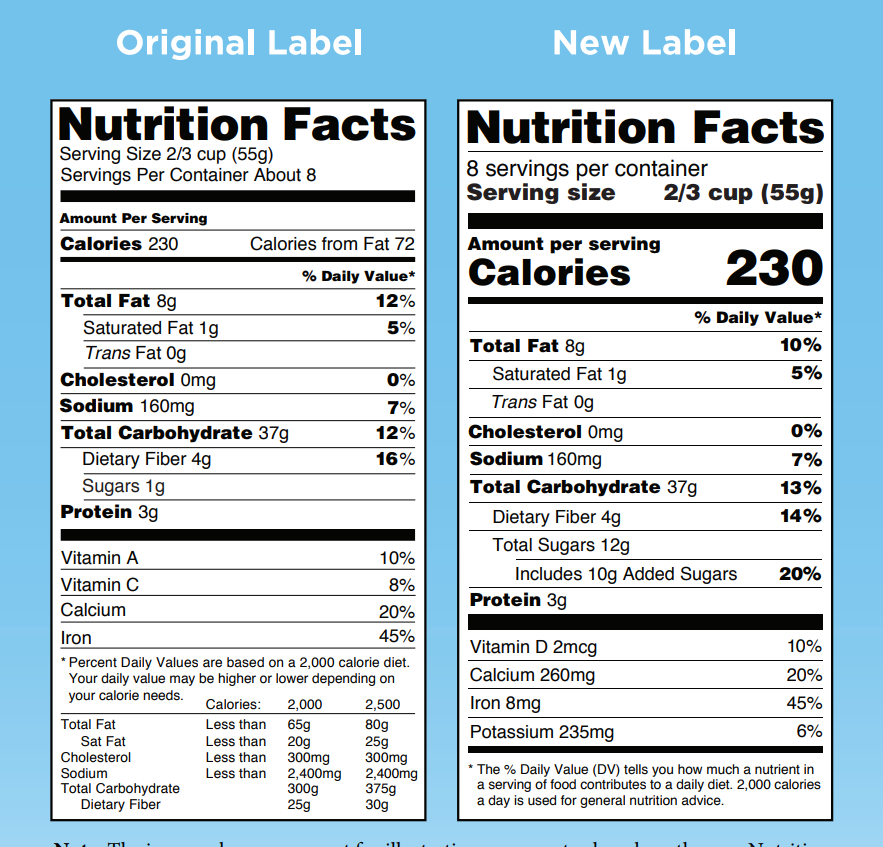 Original Label
New Label
Nutrition Facts
Serving Size 2/3 cup (55g)
Servings Per Container About 8
Amount Per Serving
Calories 230 Calories from Fat 72
% Daily Value*
Total Fat 8g 12%
Saturated Fat 1g 5%
Trans Fat 0g
Cholesterol 0mg 0%
Sodium 160mg 7%
Total Carbohydrate 37g 12%
Dietary Fiber 4g 16%
Sugars 1g
Protein 3g
Vitamin A 10%
Vitamin C 8%
Calcium 20%
Iron 45%
* Percent Daily Values are based on a 2,000 calorie diet.
Your daily value may be higher or lower depending on
your calorie needs.
Calories: 2,000 2,500
Total Fat Less than 65g 80g
Sat Fat Less than 20g 25g
Cholesterol Less than 300mg 300mg
Sodium Less than 2,400mg 2,400mg
Total Carbohydrate 300g 375g
Dietary Fiber 25g 30g
Nutrition Facts
8 servings per container
Serving size 2/3 cup (55g)
Amount per serving
Calories 230
% Daily Value*
Total Fat 8g 10%
Saturated Fat 1g 5%
Trans Fat 0g
Cholesterol 0mg 0%
Sodium 160mg 7%
Total Carbohydrate 37g 13%
Dietary Fiber 4g 14%
Total Sugars 12g
Includes 10g Added Sugars 20%
Protein 3g
Vitamin D 2mcg 10%
Calcium 260mg 20%
Iron 8mg 45%
Potassium 235mg 6%
* The % Daily Value (DV) tells you how much a nutrient in
a serving of food contributes to a daily diet. 2,000 calories
a day is used for general nutrition advice.